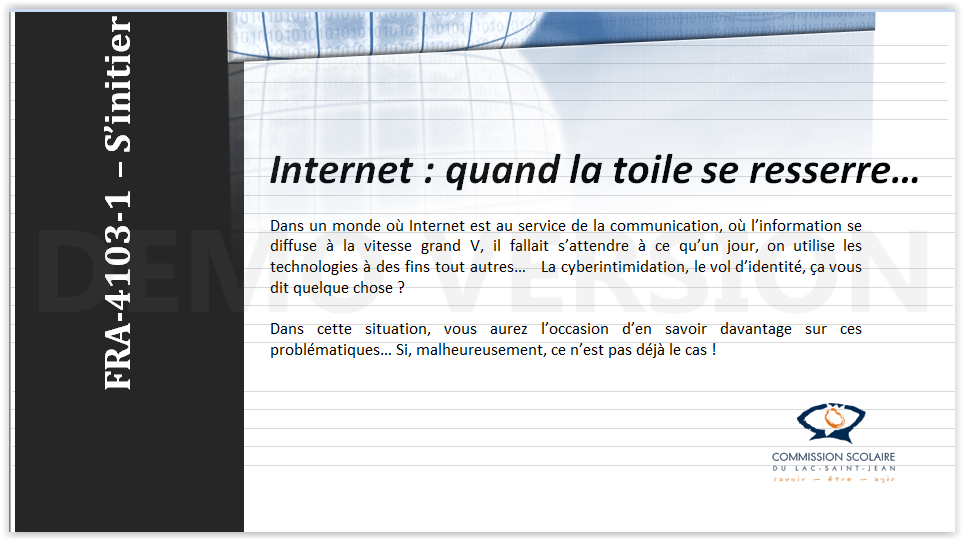 FRA-4103-1 – S’initier
Internet : quand la toile se resserre…
Dans un monde où Internet est au service de la communication, où l’information se
diffuse à la vitesse grand V, il fallait s’attendre à ce qu’un jour, on utilise les
technologies à des fins tout autres… La cyberintimidation, le vol d’identité, ça vous
dit quelque chose ?
Dans cette situation, vous aurez l’occasion d’en savoir davantage sur ces
problématiques… Si, malheureusement, ce n’est pas déjà le cas !
DEMO VERSION
COMMISSION SCOLAIRE
DU LAC-SAINT-JEAN
savoir – être – agir